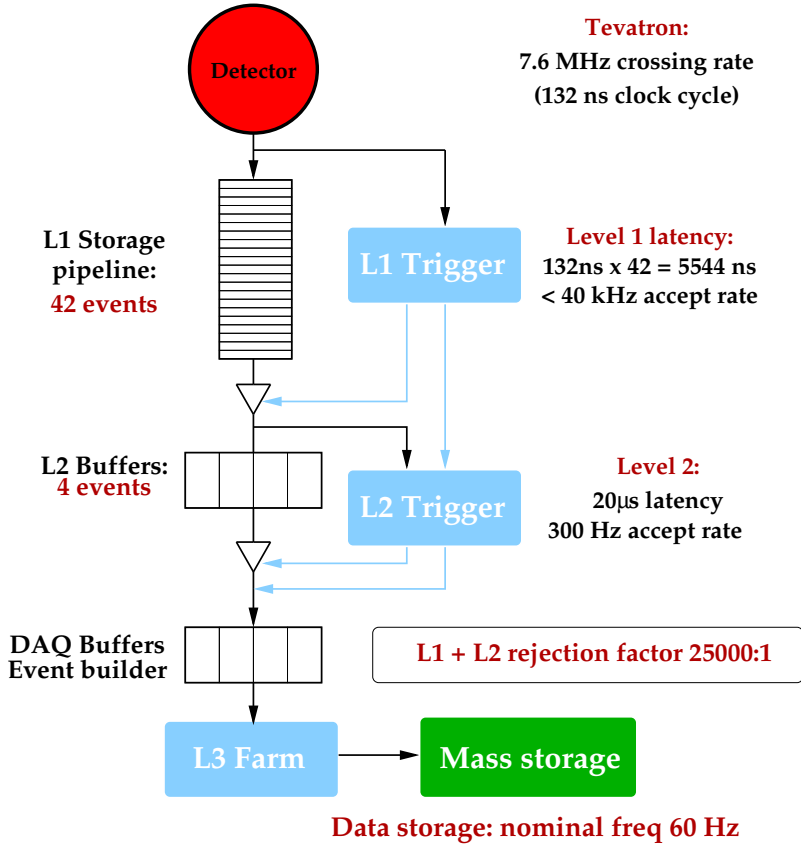 Tevatron:
7.6 MHz crossing rate
(132 ns clock cycle)
Detector
L1 Storage
pipeline:
42 events
L1 Trigger
Level 1 latency:
132ns x 42 = 5544 ns
< 40 kHz accept rate
L2 Buffers:
4 events
L2 Trigger
Level 2:
20µs latency
300 Hz accept rate
DAQ Buffers
Event builder
L1 + L2 rejection factor 25000:1
L3 Farm
Mass storage
Data storage: nominal freq 60 Hz